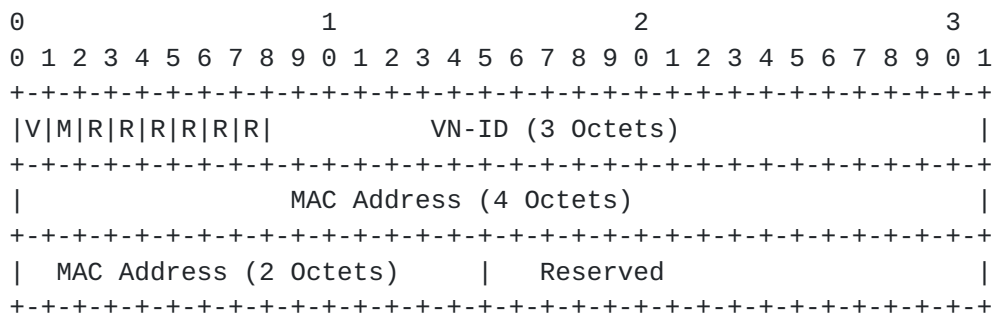 0                   1                   2                   3
0 1 2 3 4 5 6 7 8 9 0 1 2 3 4 5 6 7 8 9 0 1 2 3 4 5 6 7 8 9 0 1
+-+-+-+-+-+-+-+-+-+-+-+-+-+-+-+-+-+-+-+-+-+-+-+-+-+-+-+-+-+-+-+
|V|M|R|R|R|R|R|R|          VN-ID (3 Octets)                   |
+-+-+-+-+-+-+-+-+-+-+-+-+-+-+-+-+-+-+-+-+-+-+-+-+-+-+-+-+-+-+-+
|                 MAC Address (4 Octets)                      |
+-+-+-+-+-+-+-+-+-+-+-+-+-+-+-+-+-+-+-+-+-+-+-+-+-+-+-+-+-+-+-+
|  MAC Address (2 Octets)     |   Reserved                    |
+-+-+-+-+-+-+-+-+-+-+-+-+-+-+-+-+-+-+-+-+-+-+-+-+-+-+-+-+-+-+-+